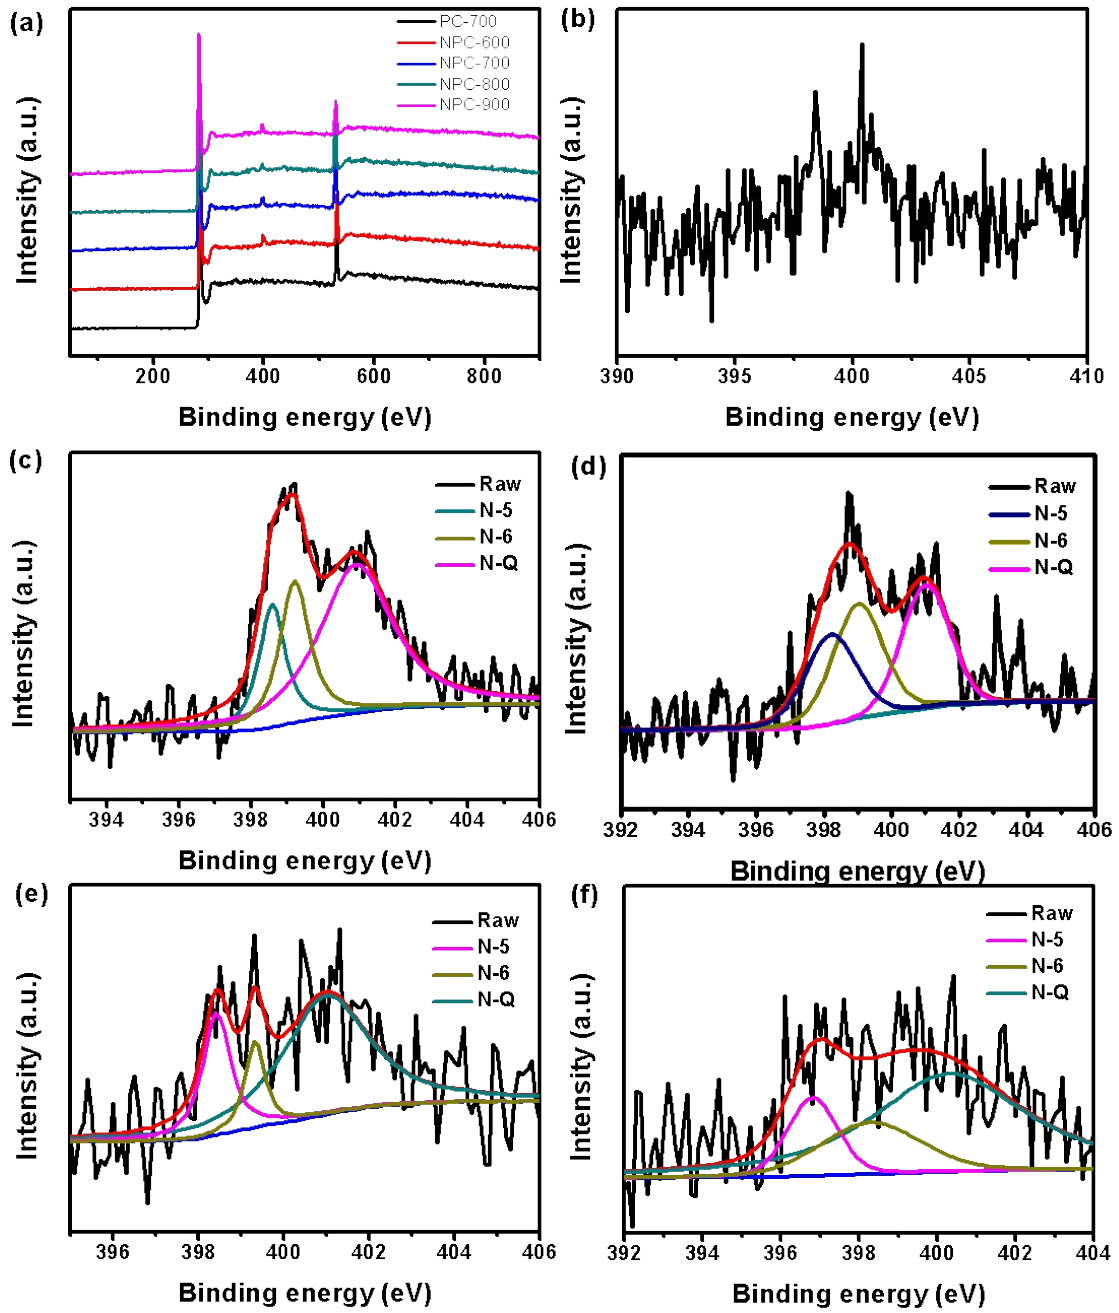 (a)
PC-700
NPC-600
NPC-700
NPC-800
NPC-900
Intensity (a.u.)
200 400 600 800
Binding energy (eV)
(b)
Intensity (a.u.)
390 395 400 405 410
Binding energy (eV)
(c)
Raw
N-5
N-6
N-Q
Intensity (a.u.)
394 396 398 400 402 404 406
Binding energy (eV)
(d)
Raw
N-5
N-6
N-Q
Intensity (a.u.)
392 394 396 398 400 402 404 406
Binding energy (eV)
(e)
Raw
N-5
N-6
N-Q
Intensity (a.u.)
396 398 400 402 404 406
Binding energy (eV)
(f)
Raw
N-5
N-6
N-Q
Intensity (a.u.)
392 394 396 398 400 402 404
Binding energy (eV)